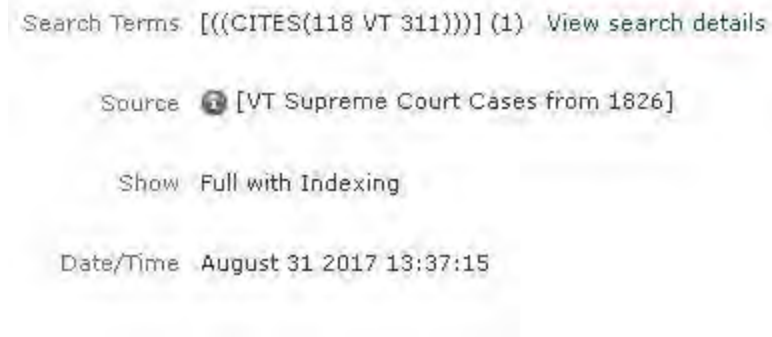 Search Terms [((CITES(118 VT 311)))] (1) View search details
Source [VT Supreme Court Cases from 1826]
Show Full with Indexing
Date/Time August 31 2017 13:37:15